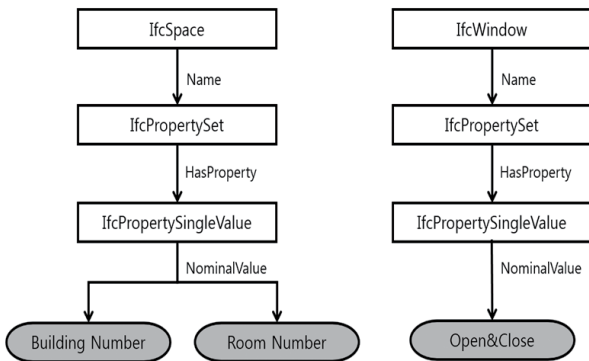 IfcSpace
Name
IfcPropertySet
HasProperty
IfcPropertySingleValue
NominalValue
Building Number
Room Number
IfcWindow
Name
IfcPropertySet
HasProperty
IfcPropertySingleValue
NominalValue
Open&Close